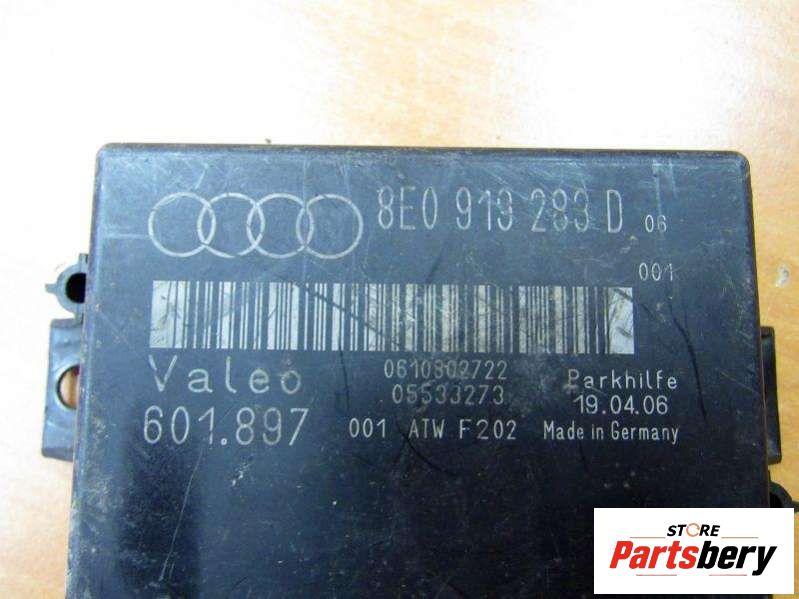 8E0 919 283 D 06
001
Valeo 0610802722 Parkhilfe
05533273 19.04.06
601.897 001 ATW F202 Made in Germany
STORE
Partsbery